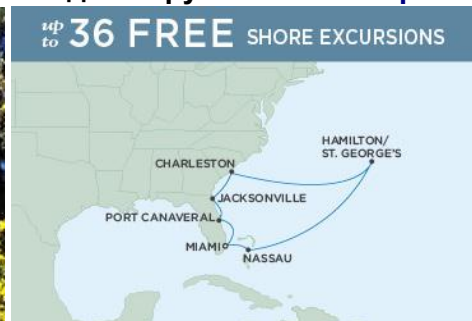 up to 36 FREE SHORE EXCURSIONS
HAMILTON/
ST. GEORGE'S
CHARLESTON
JACKSONVILLE
PORT CANAVERAL
MIAMI
NASSAU